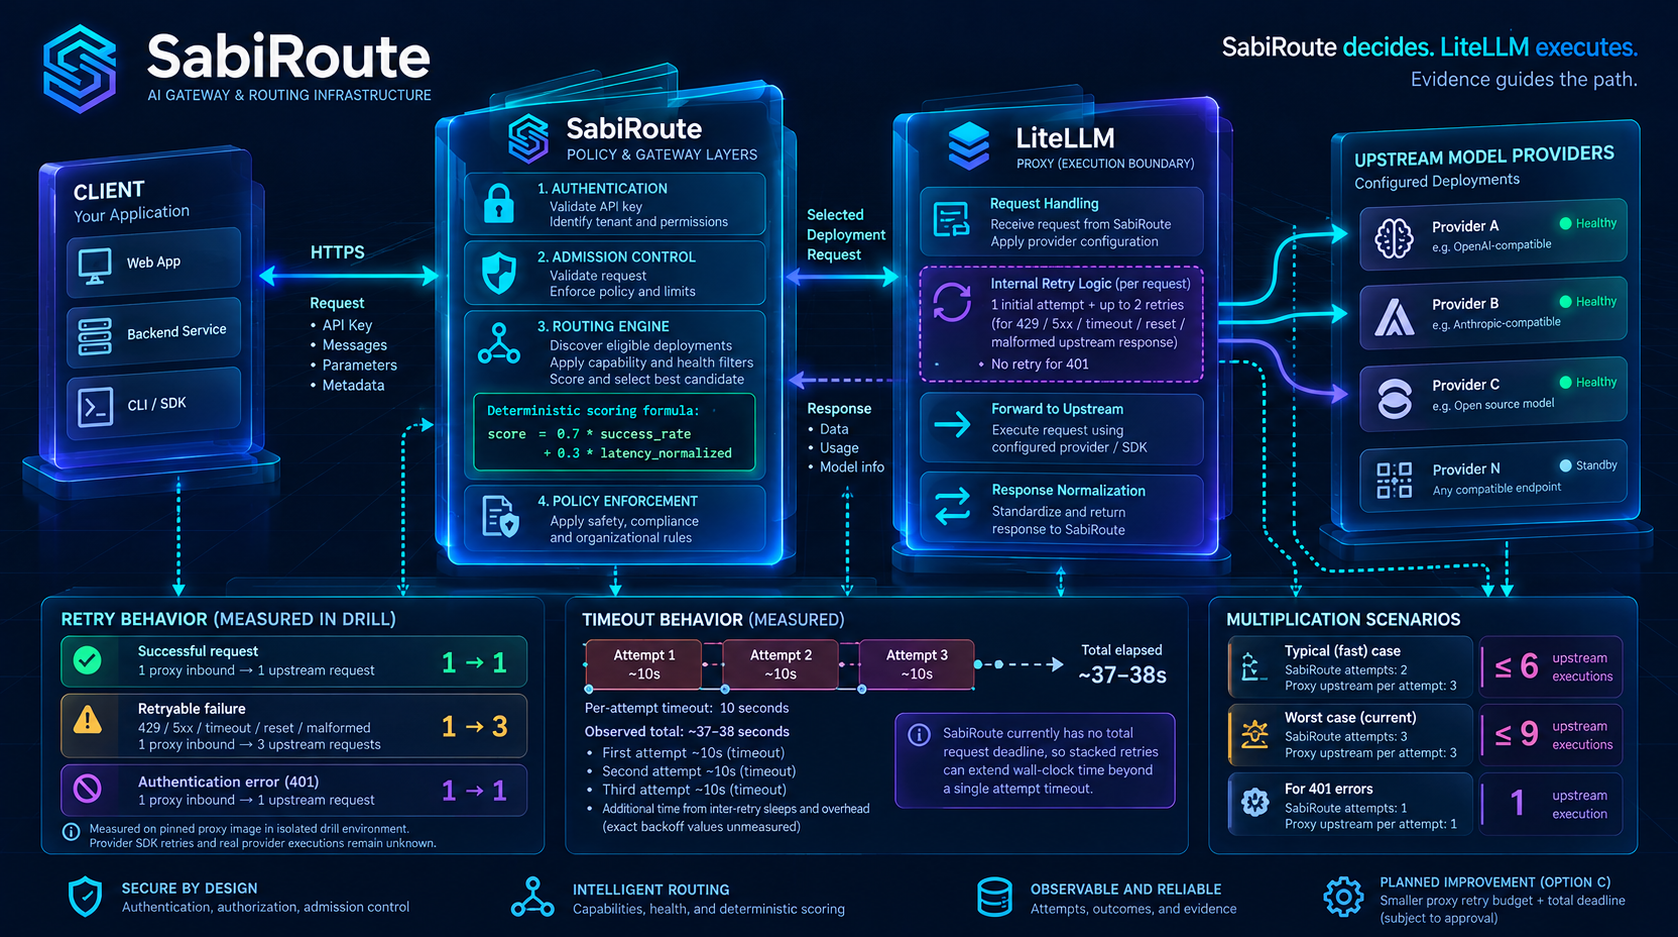 SabiRoute
AI GATEWAY & ROUTING INFRASTRUCTURE
SabiRoute decides. LiteLLM executes.
Evidence guides the path.
CLIENT
Your Application
Web App
Backend Service
CLI / SDK
HTTPS
Request
• API Key
• Messages
• Parameters
• Metadata
SabiRoute
POLICY & GATEWAY LAYERS
1. AUTHENTICATION
Validate API key
Identify tenant and permissions
2. ADMISSION CONTROL
Validate request
Enforce policy and limits
3. ROUTING ENGINE
Discover eligible deployments
Apply capability and health filters
Score and select best candidate
Deterministic scoring formula:
score = 0.7 * success_rate
+ 0.3 * latency_normalized
4. POLICY ENFORCEMENT
Apply safety, compliance
and organizational rules
Selected
Deployment
Request
Response
• Data
• Usage
• Model info
LiteLLM
PROXY (EXECUTION BOUNDARY)
Request Handling
Receive request from SabiRoute
Apply provider configuration
Internal Retry Logic (per request)
1 initial attempt + up to 2 retries
(for 429 / 5xx / timeout / reset /
malformed upstream response)
• No retry for 401
Forward to Upstream
Execute request using
configured provider / SDK
Response Normalization
Standardize and return
response to SabiRoute
UPSTREAM MODEL PROVIDERS
Configured Deployments
Provider A
e.g. OpenAI-compatible
Healthy
Provider B
e.g. Anthropic-compatible
Healthy
Provider C
e.g. Open source model
Healthy
Provider N
Any compatible endpoint
Standby
RETRY BEHAVIOR (MEASURED IN DRILL)
Successful request
1 proxy inbound → 1 upstream request
1 → 1
Retryable failure
429 / 5xx / timeout / reset / malformed
1 proxy inbound → 3 upstream requests
1 → 3
Authentication error (401)
1 proxy inbound → 1 upstream request
1 → 1
Measured on pinned proxy image in isolated drill environment.
Provider SDK retries and real provider executions remain unknown.
TIMEOUT BEHAVIOR (MEASURED)
Attempt 1
~10s
Attempt 2
~10s
Attempt 3
~10s
Total elapsed
~37–38s
Per-attempt timeout: 10 seconds
Observed total: ~37–38 seconds
• First attempt ~10s (timeout)
• Second attempt ~10s (timeout)
• Third attempt ~10s (timeout)
• Additional time from inter-retry sleeps and overhead
(exact backoff values unmeasured)
SabiRoute currently has no total
request deadline, so stacked retries
can extend wall-clock time beyond
a single attempt timeout.
MULTIPLICATION SCENARIOS
Typical (fast) case
SabiRoute attempts: 2
Proxy upstream per attempt: 3
≤ 6 upstream
executions
Worst case (current)
SabiRoute attempts: 3
Proxy upstream per attempt: 3
≤ 9 upstream
executions
For 401 errors
SabiRoute attempts: 1
Proxy upstream per attempt: 1
1 upstream
execution
SECURE BY DESIGN
Authentication, authorization, admission control
INTELLIGENT ROUTING
Capabilities, health, and deterministic scoring
OBSERVABLE AND RELIABLE
Attempts, outcomes, and evidence
PLANNED IMPROVEMENT (OPTION C)
Smaller proxy retry budget + total deadline
(subject to approval)